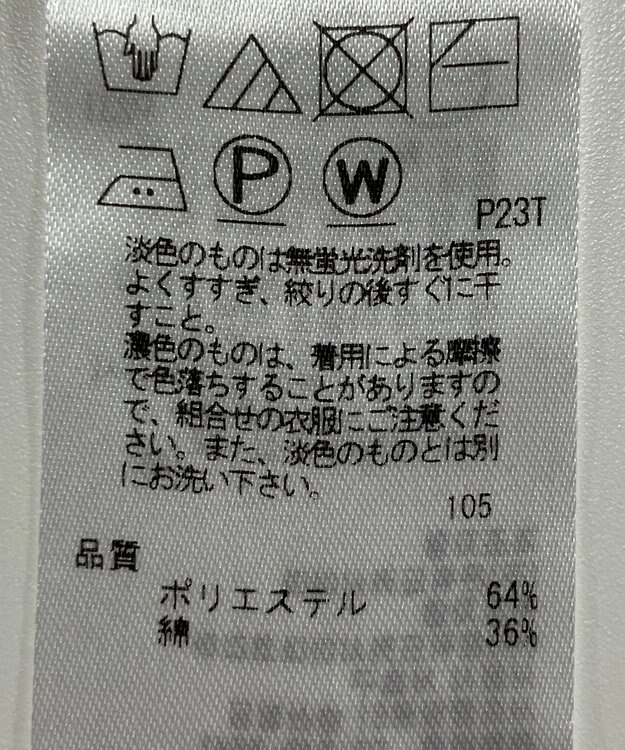 P W
P23T
淡色のものは無蛍光洗剤を使用。
よくすすぎ、絞りの後すぐに干
すこと。
濃色のものは、着用による摩擦
で色落ちすることがありますの
で、組合せの衣服にご注意くだ
さい。また、淡色のものとは別
にお洗い下さい。
105
品質
ポリエステル 64%
綿 36%